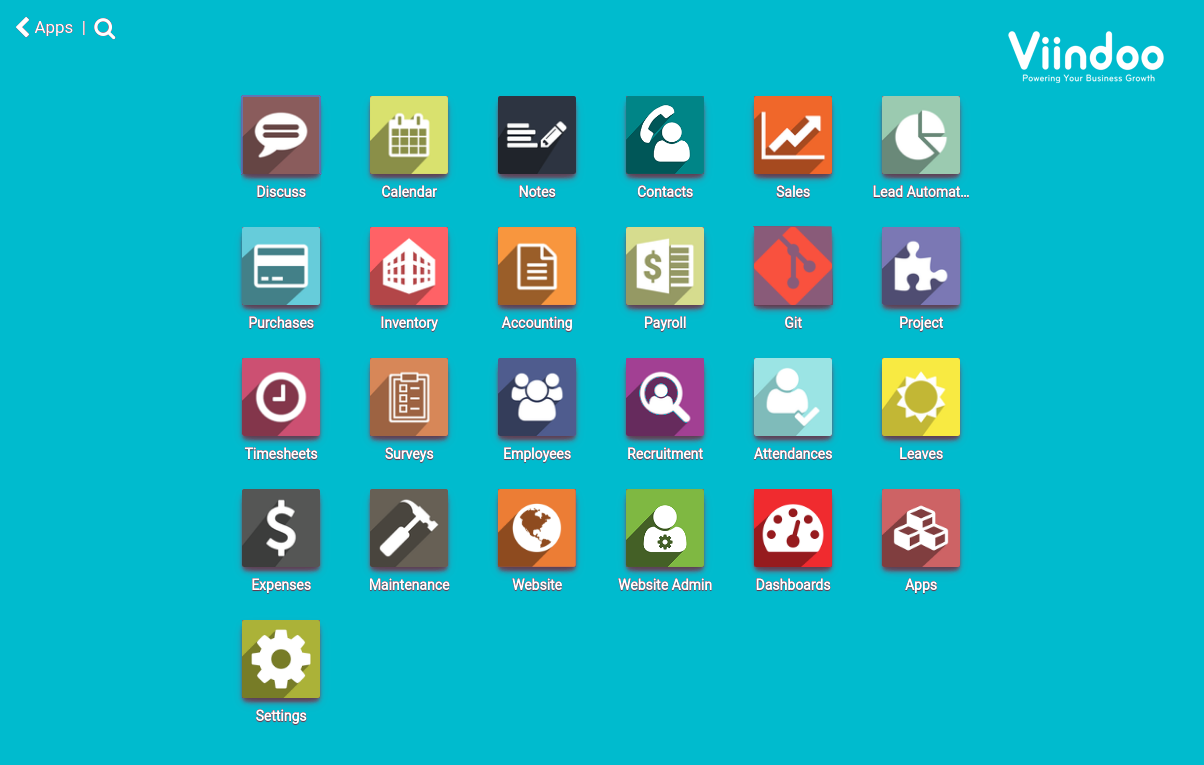 Apps |
Viindoo
Powering Your Business Growth
Discuss
Calendar
Notes
Contacts
Sales
Lead Automat...
Purchases
Inventory
Accounting
Payroll
Git
Project
Timesheets
Surveys
Employees
Recruitment
Attendances
Leaves
Expenses
Maintenance
Website
Website Admin
Dashboards
Apps
Settings